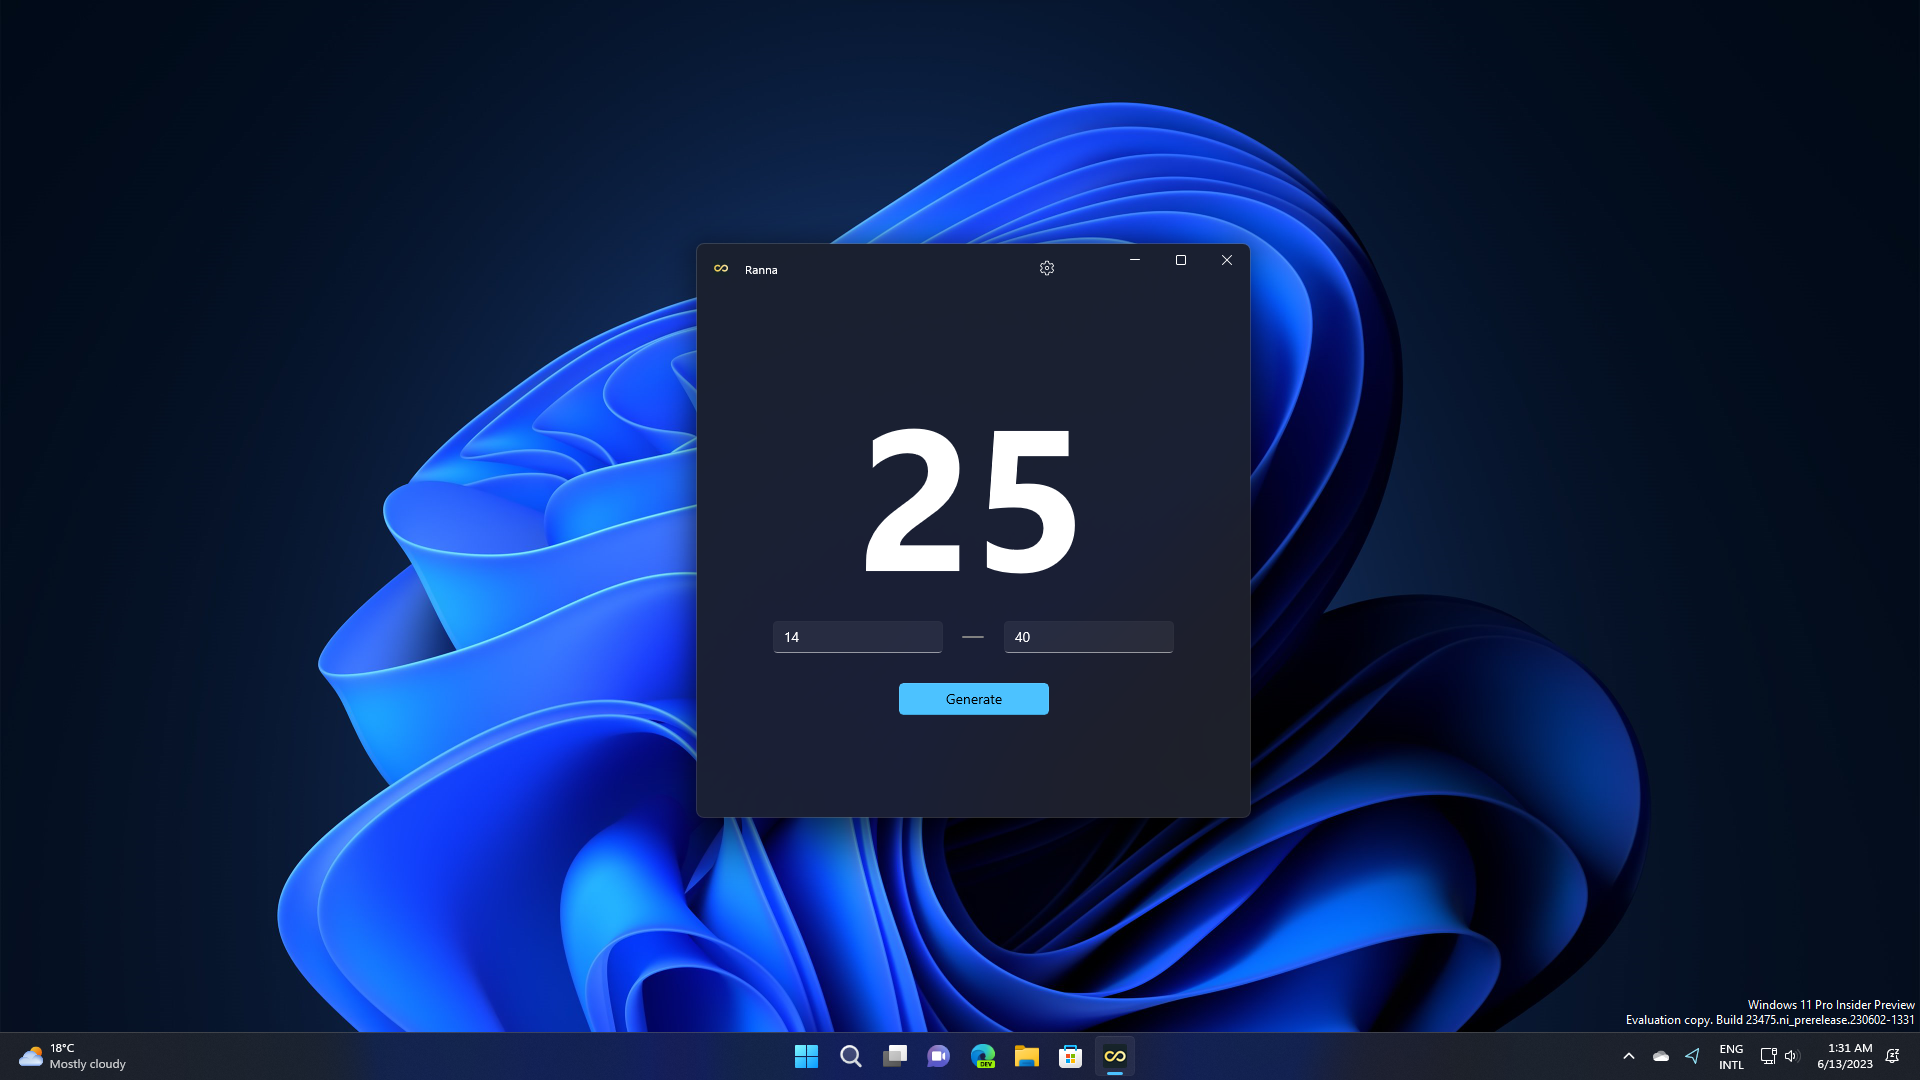 Ranna
25
14 — 40
Generate
Windows 11 Pro Insider Preview
Evaluation copy. Build 23475.ni_prerelease.230602-1331
18°C
Mostly cloudy
DEV
ENG
INTL
1:31 AM
6/13/2023